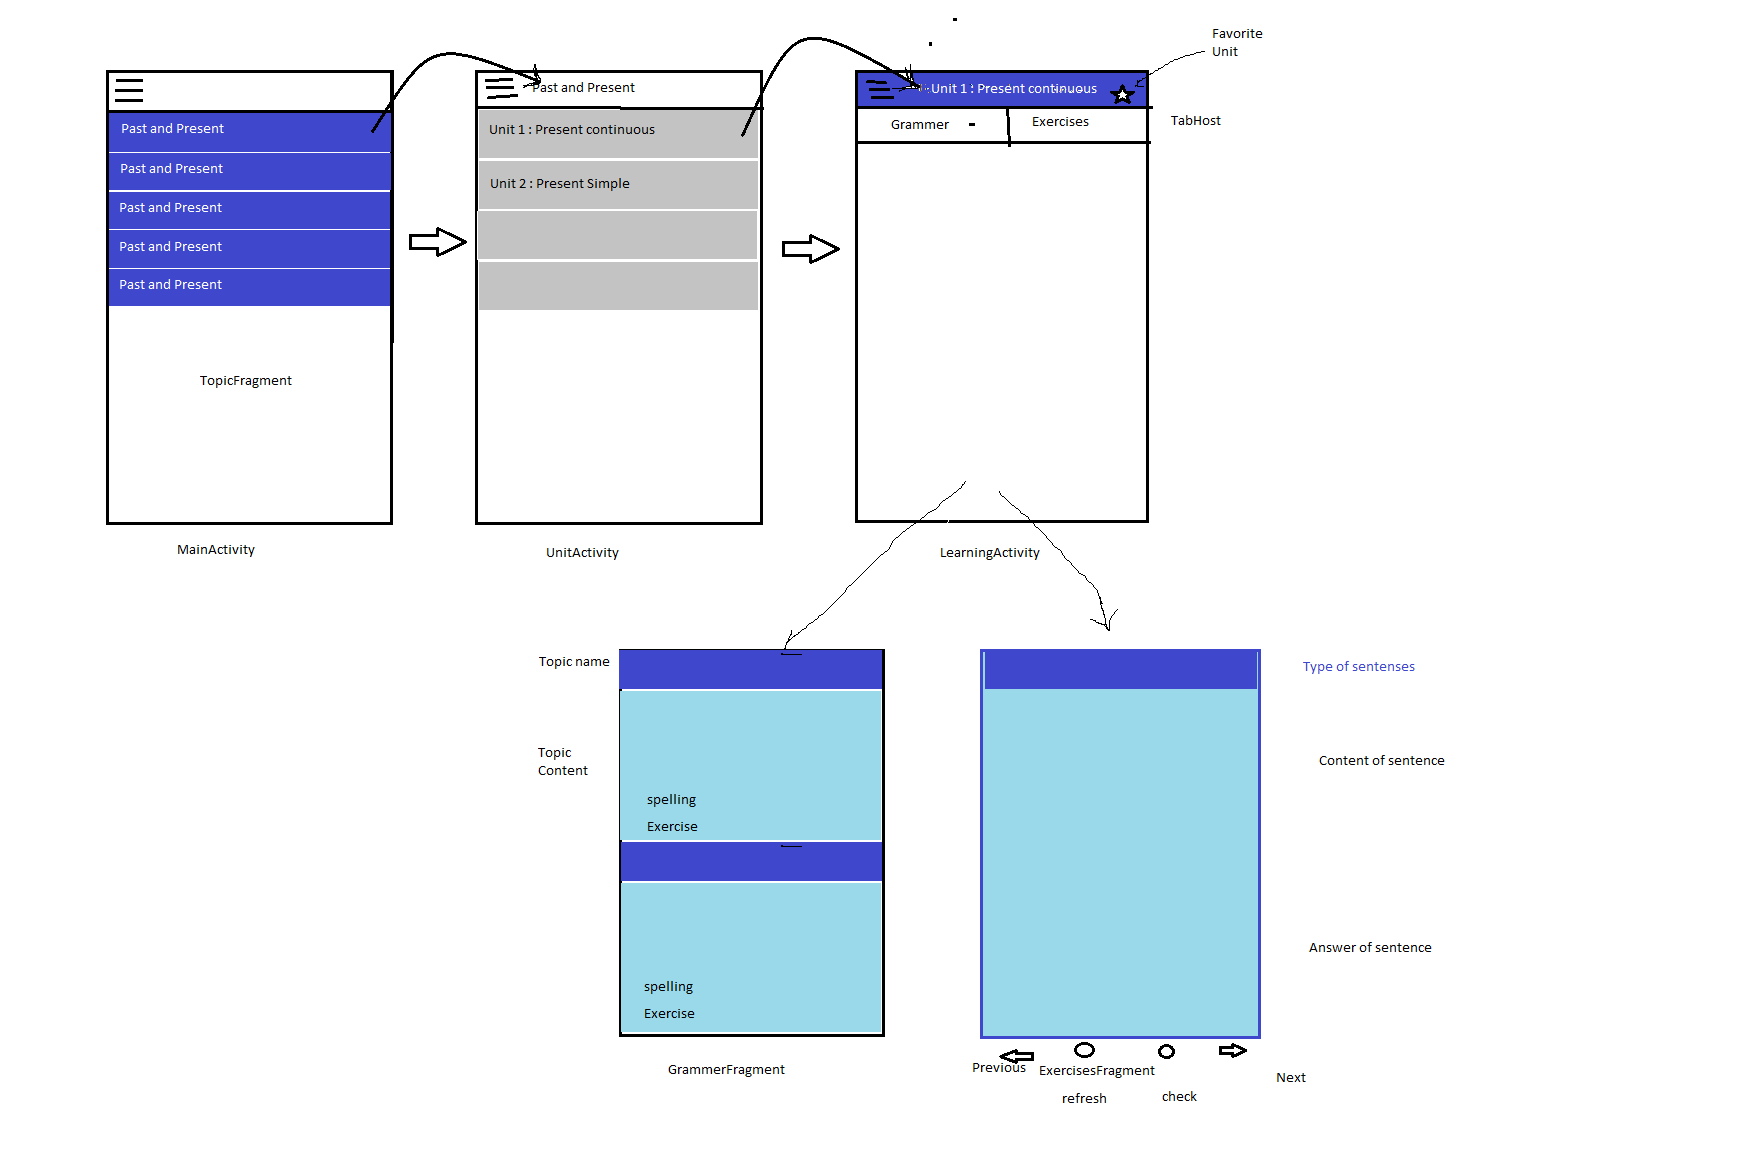 Favorite
Unit
Past and Present
Past and Present
Past and Present
Past and Present
Past and Present
TopicFragment
MainActivity
Past and Present
Unit 1 : Present continuous
Unit 2 : Present Simple
UnitActivity
Unit 1 : Present continuous
Grammer
Exercises
TabHost
LearningActivity
Topic name
Topic
Content
spelling
Exercise
spelling
Exercise
GrammerFragment
Type of sentenses
Content of sentence
Answer of sentence
Previous
ExercisesFragment
refresh
check
Next